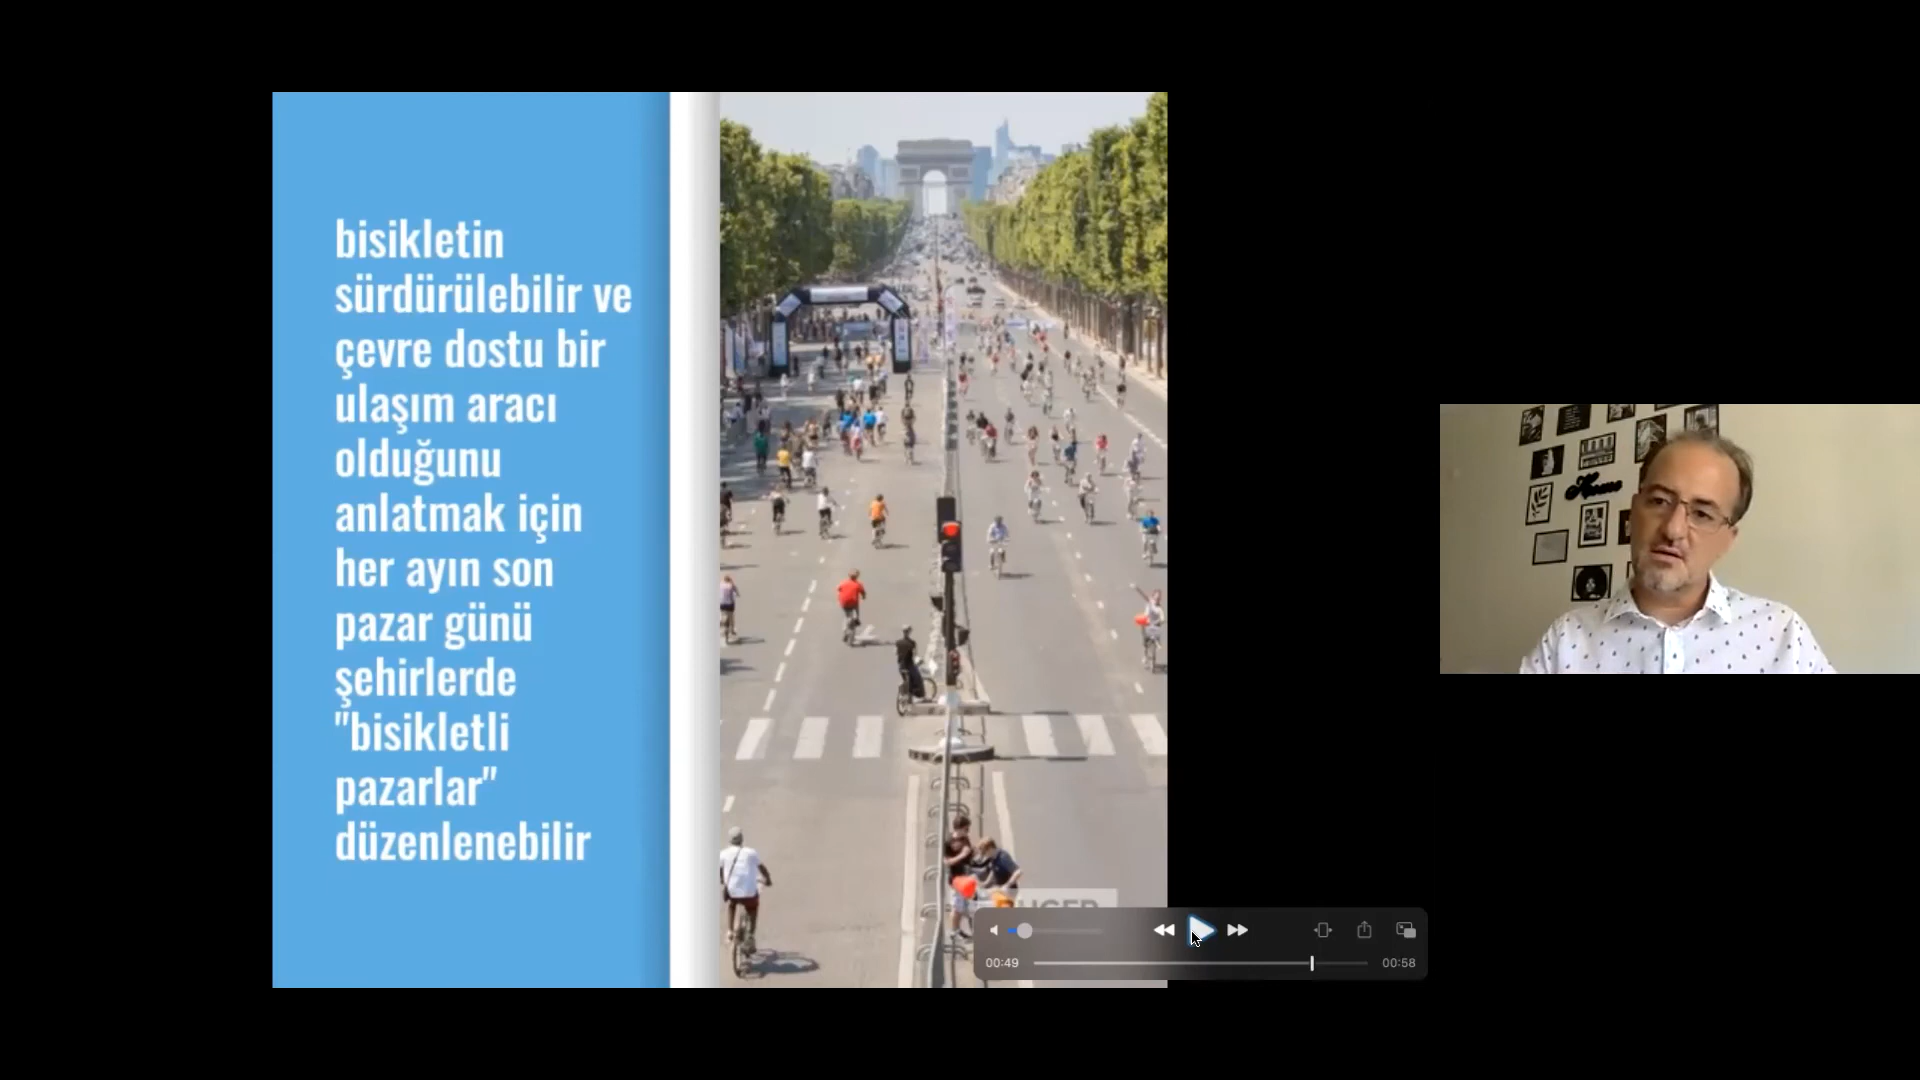 bisikletin
sürdürülebilir ve
çevre dostu bir
ulaşım aracı
olduğunu
anlatmak için
her ayın son
pazar günü
şehirlerde
"bisikletli
pazarlar"
düzenlenebilir
Home
00:49
00:58